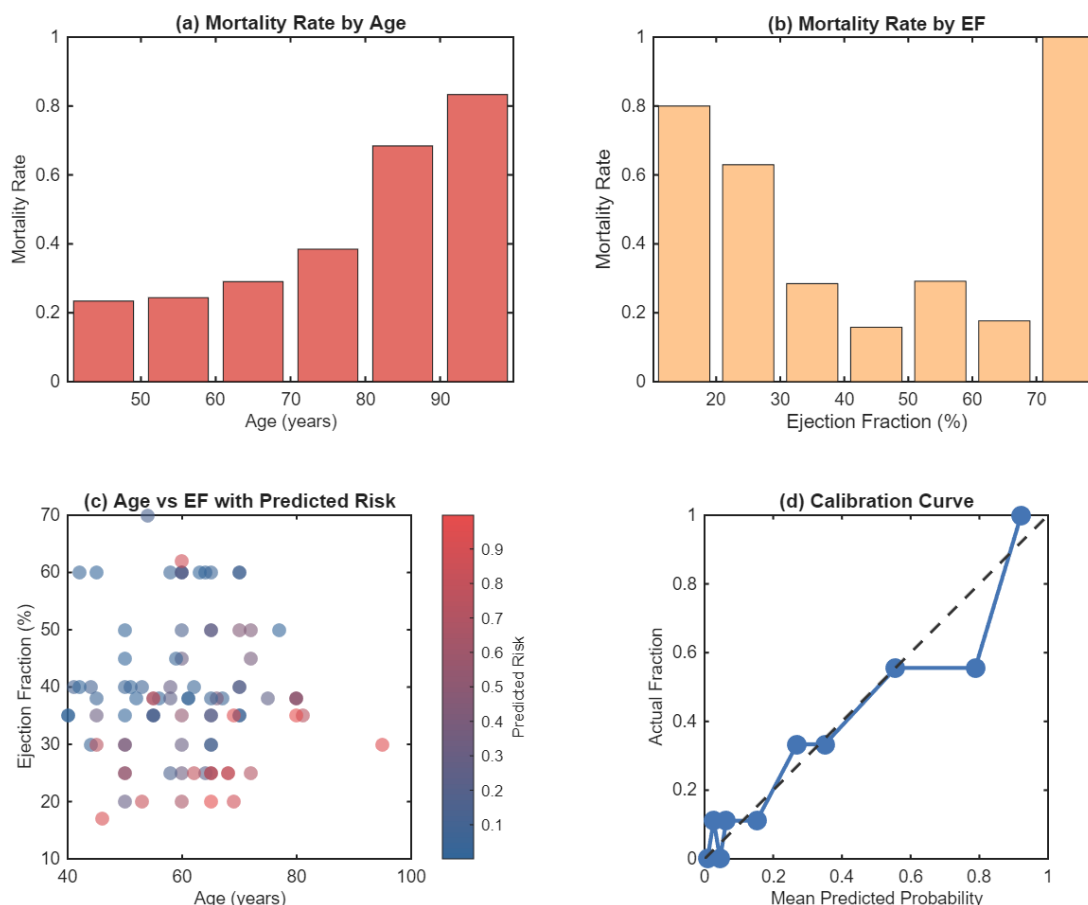 (a) Mortality Rate by Age
Mortality Rate
1
0.8
0.6
0.4
0.2
0
50 60 70 80 90
Age (years)
(b) Mortality Rate by EF
Mortality Rate
1
0.8
0.6
0.4
0.2
0
20 30 40 50 60 70
Ejection Fraction (%)
(c) Age vs EF with Predicted Risk
Ejection Fraction (%)
70
60
50
40
30
20
10
40 60 80 100
Age (years)
0.9
0.8
0.7
0.6
0.5
0.4
0.3
0.2
0.1
Predicted Risk
(d) Calibration Curve
Actual Fraction
1
0.8
0.6
0.4
0.2
0
0 0.2 0.4 0.6 0.8 1
Mean Predicted Probability